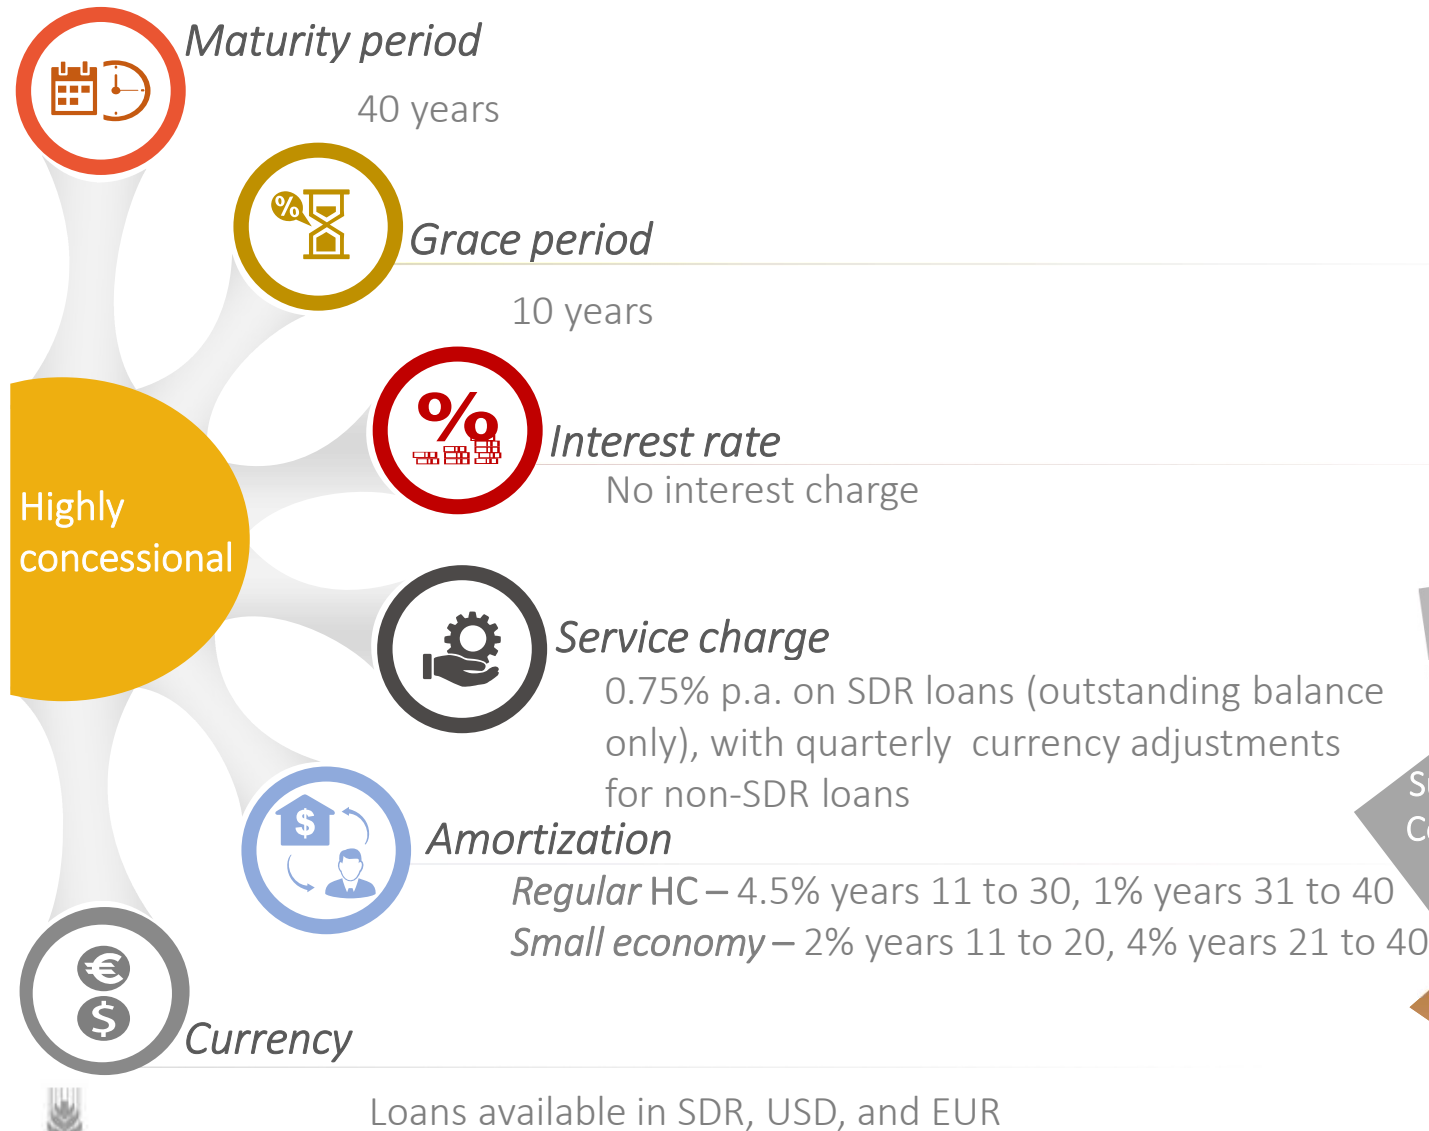 Maturity period
40 years
%
Grace period
10 years
%
Interest rate
No interest charge
Highly
concessional
Service charge
0.75% p.a. on SDR loans (outstanding balance
only), with quarterly currency adjustments
for non-SDR loans
$
Amortization
Regular HC – 4.5% years 11 to 30, 1% years 31 to 40
Small economy – 2% years 11 to 20, 4% years 21 to 40
€
$
Currency
Loans available in SDR, USD, and EUR